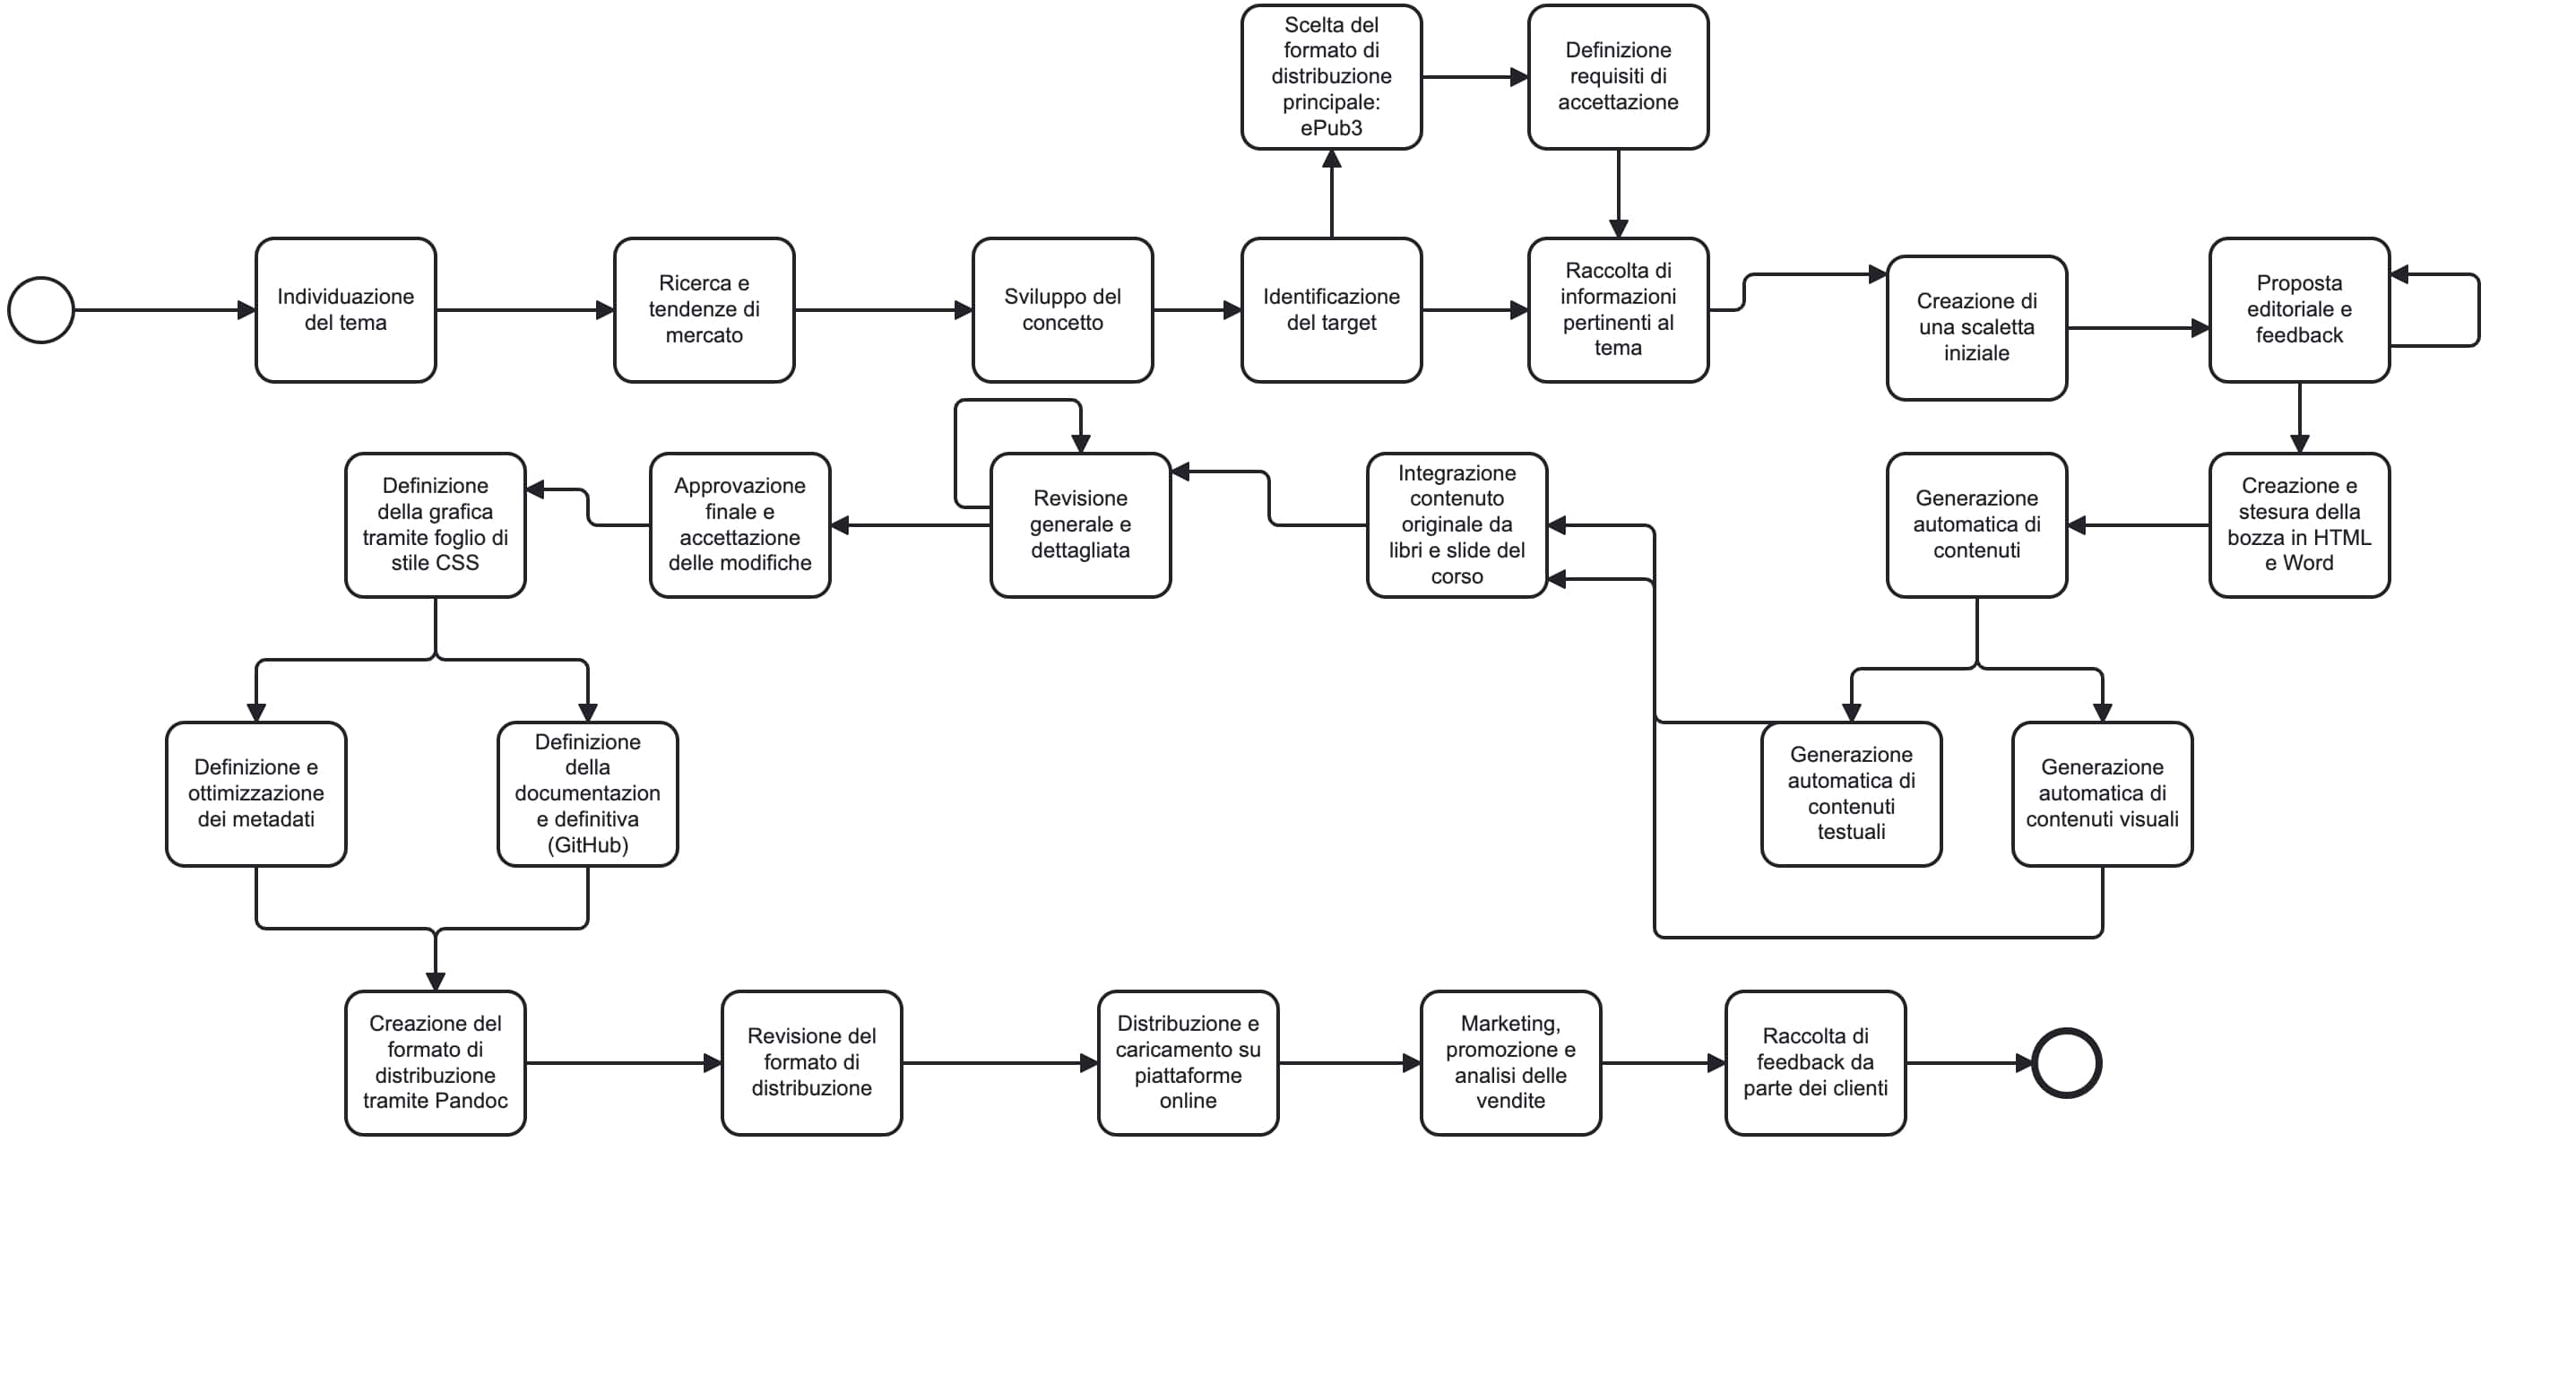 Scelta del
formato di
distribuzione
principale:
ePub3
Definizione
requisiti di
accettazione
Individuazione
del tema
Ricerca e
tendenze di
mercato
Sviluppo del
concetto
Identificazione
del target
Raccolta di
informazioni
pertinenti al
tema
Creazione di
una scaletta
iniziale
Proposta
editoriale e
feedback
Definizione
della grafica
tramite foglio di
stile CSS
Approvazione
finale e
accettazione
delle modifiche
Revisione
generale e
dettagliata
Integrazione
contenuto
originale da
libri e slide del
corso
Generazione
automatica di
contenuti
Creazione e
stesura della
bozza in HTML
e Word
Definizione e
ottimizzazione
dei metadati
Definizione
della
documentazion
e definitiva
(GitHub)
Generazione
automatica di
contenuti
testuali
Generazione
automatica di
contenuti visuali
Creazione del
formato di
distribuzione
tramite Pandoc
Revisione del
formato di
distribuzione
Distribuzione e
caricamento su
piattaforme
online
Marketing,
promozione e
analisi delle
vendite
Raccolta di
feedback da
parte dei clienti